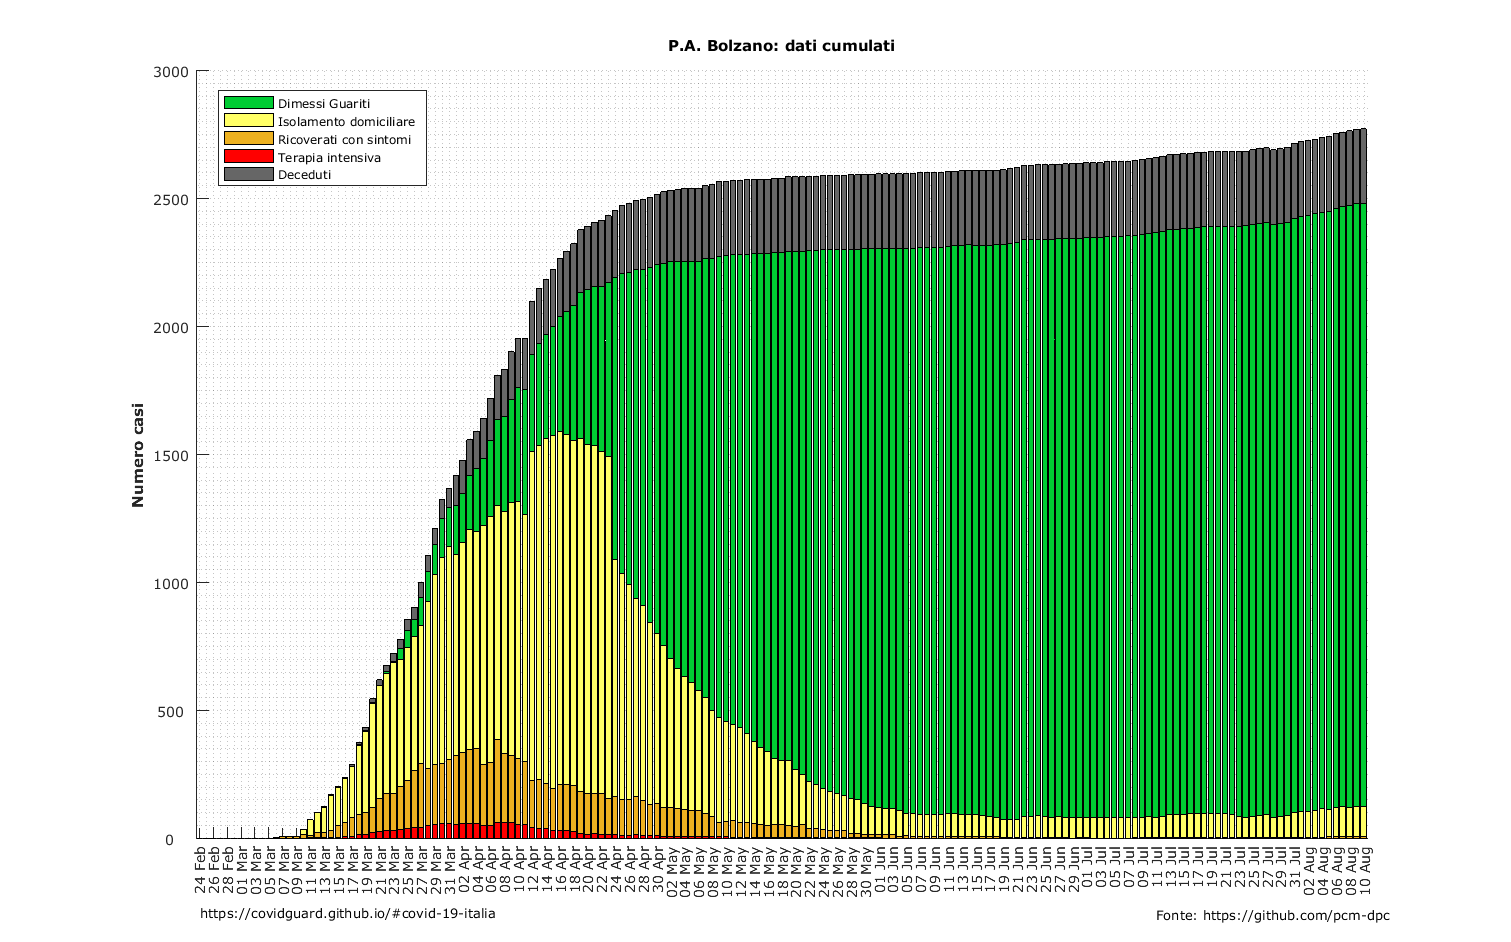 P.A. Bolzano: dati cumulati
3000
2500
2000
1500
1000
500
0
Numero casi
Dimessi Guariti
Isolamento domiciliare
Ricoverati con sintomi
Terapia intensiva
Deceduti
24 Feb
26 Feb
28 Feb
01 Mar
03 Mar
05 Mar
07 Mar
09 Mar
11 Mar
13 Mar
15 Mar
17 Mar
19 Mar
21 Mar
23 Mar
25 Mar
27 Mar
29 Mar
31 Mar
02 Apr
04 Apr
06 Apr
08 Apr
10 Apr
12 Apr
14 Apr
16 Apr
18 Apr
20 Apr
22 Apr
24 Apr
26 Apr
28 Apr
30 Apr
02 May
04 May
06 May
08 May
10 May
12 May
14 May
16 May
18 May
20 May
22 May
24 May
26 May
28 May
30 May
01 Jun
03 Jun
05 Jun
07 Jun
09 Jun
11 Jun
13 Jun
15 Jun
17 Jun
19 Jun
21 Jun
23 Jun
25 Jun
27 Jun
29 Jun
01 Jul
03 Jul
05 Jul
07 Jul
09 Jul
11 Jul
13 Jul
15 Jul
17 Jul
19 Jul
21 Jul
23 Jul
25 Jul
27 Jul
29 Jul
31 Jul
02 Aug
04 Aug
06 Aug
08 Aug
10 Aug
https://covidguard.github.io/#covid-19-italia
Fonte: https://github.com/pcm-dpc